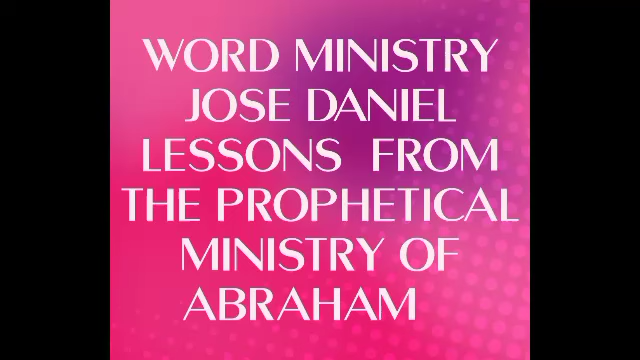 WORD MINISTRY
JOSE DANIEL
LESSONS FROM
THE PROPHETICAL
MINISTRY OF
ABRAHAM